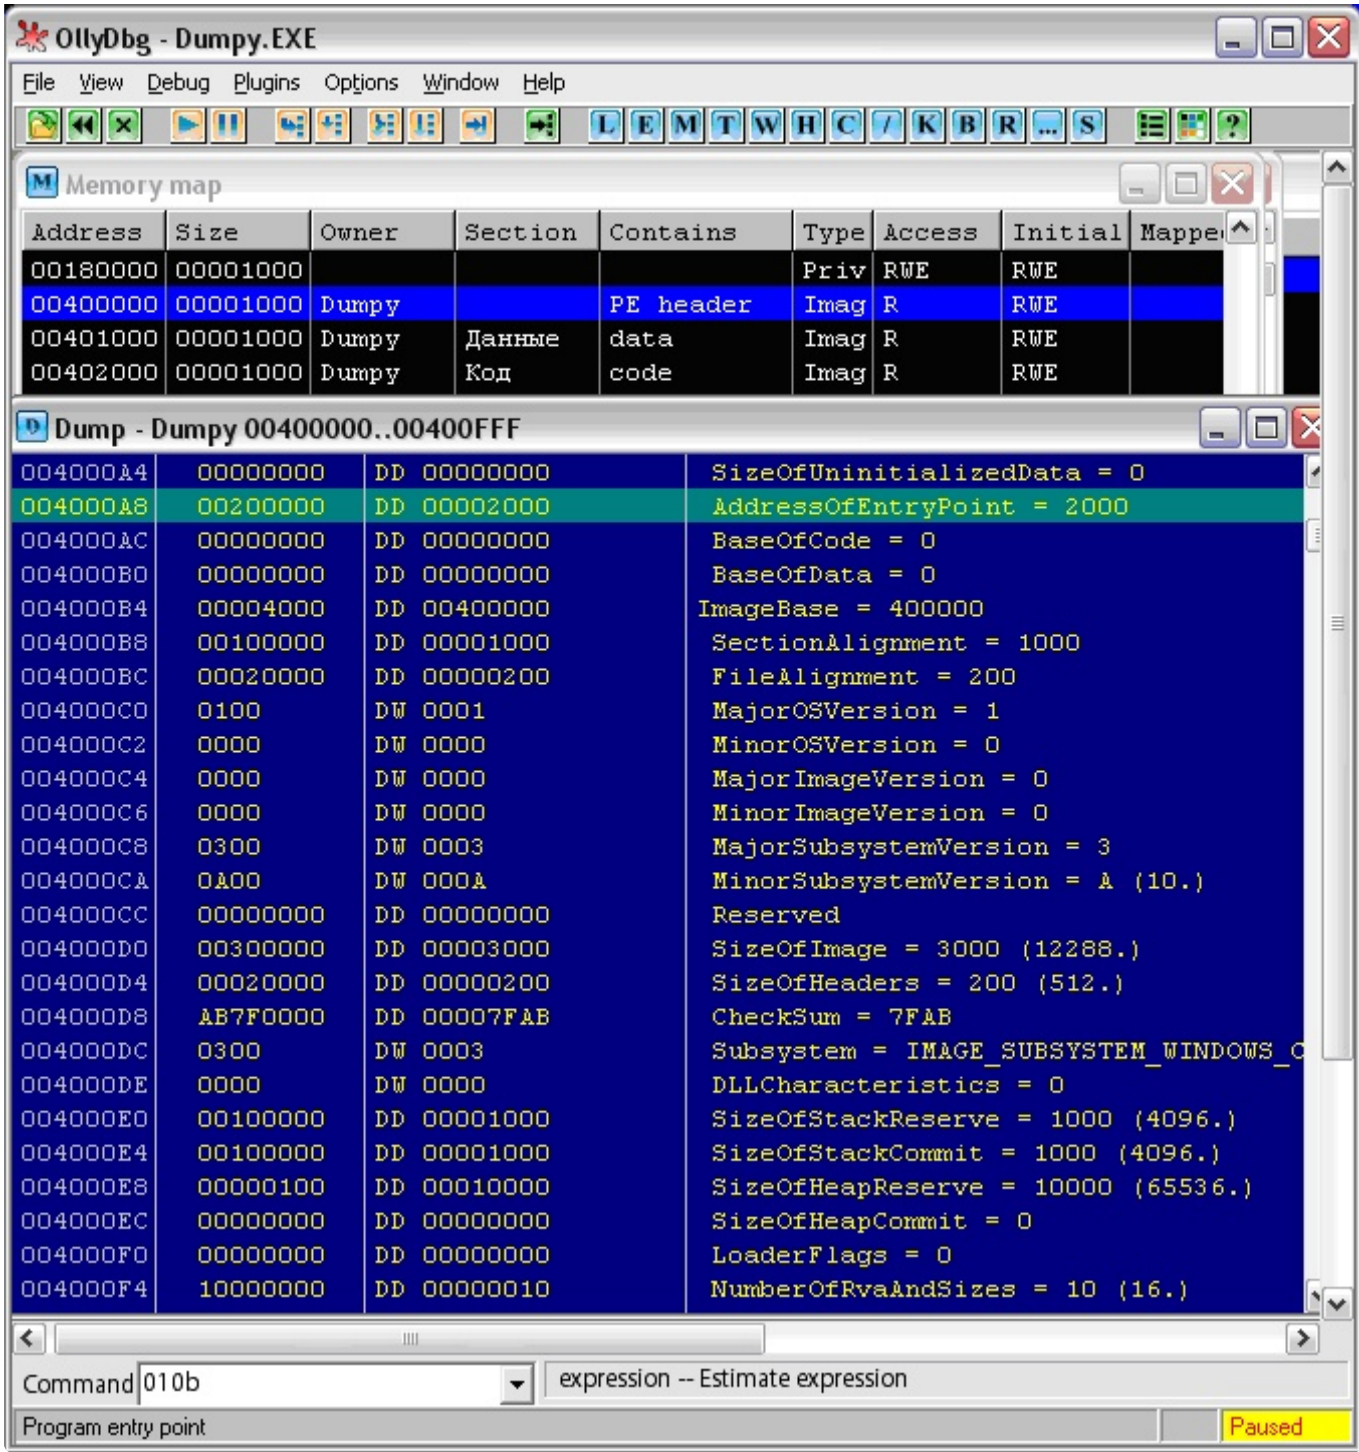 OllyDbg - Dumpy.EXE
File View Debug Plugins Options Window Help
L E M T W H C / K B R ... S ?
M Memory map
Address Size Owner Section Contains Type Access Initial Mappe
00180000 00001000 Priv RWE RWE
00400000 00001000 Dumpy PE header Imag R RWE
00401000 00001000 Dumpy Данные data Imag R RWE
00402000 00001000 Dumpy Код code Imag R RWE
D Dump - Dumpy 00400000..00400FFF
004000A4 00000000 DD 00000000 SizeOfUninitializedData = 0
004000A8 00200000 DD 00002000 AddressOfEntryPoint = 2000
004000AC 00000000 DD 00000000 BaseOfCode = 0
004000B0 00000000 DD 00000000 BaseOfData = 0
004000B4 00004000 DD 00400000 ImageBase = 400000
004000B8 00100000 DD 00001000 SectionAlignment = 1000
004000BC 00020000 DD 00000200 FileAlignment = 200
004000C0 0100 DW 0001 MajorOSVersion = 1
004000C2 0000 DW 0000 MinorOSVersion = 0
004000C4 0000 DW 0000 MajorImageVersion = 0
004000C6 0000 DW 0000 MinorImageVersion = 0
004000C8 0300 DW 0003 MajorSubsystemVersion = 3
004000CA 0A00 DW 000A MinorSubsystemVersion = A (10.)
004000CC 00000000 DD 00000000 Reserved
004000D0 00300000 DD 00003000 SizeOfImage = 3000 (12288.)
004000D4 00020000 DD 00000200 SizeOfHeaders = 200 (512.)
004000D8 AB7F0000 DD 00007FAB CheckSum = 7FAB
004000DC 0300 DW 0003 Subsystem = IMAGE_SUBSYSTEM_WINDOWS_C
004000DE 0000 DW 0000 DLLCharacteristics = 0
004000E0 00100000 DD 00001000 SizeOfStackReserve = 1000 (4096.)
004000E4 00100000 DD 00001000 SizeOfStackCommit = 1000 (4096.)
004000E8 00000100 DD 00010000 SizeOfHeapReserve = 10000 (65536.)
004000EC 00000000 DD 00000000 SizeOfHeapCommit = 0
004000F0 00000000 DD 00000000 LoaderFlags = 0
004000F4 10000000 DD 00000010 NumberOfRvaAndSizes = 10 (16.)
Command 010b expression -- Estimate expression
Program entry point Paused